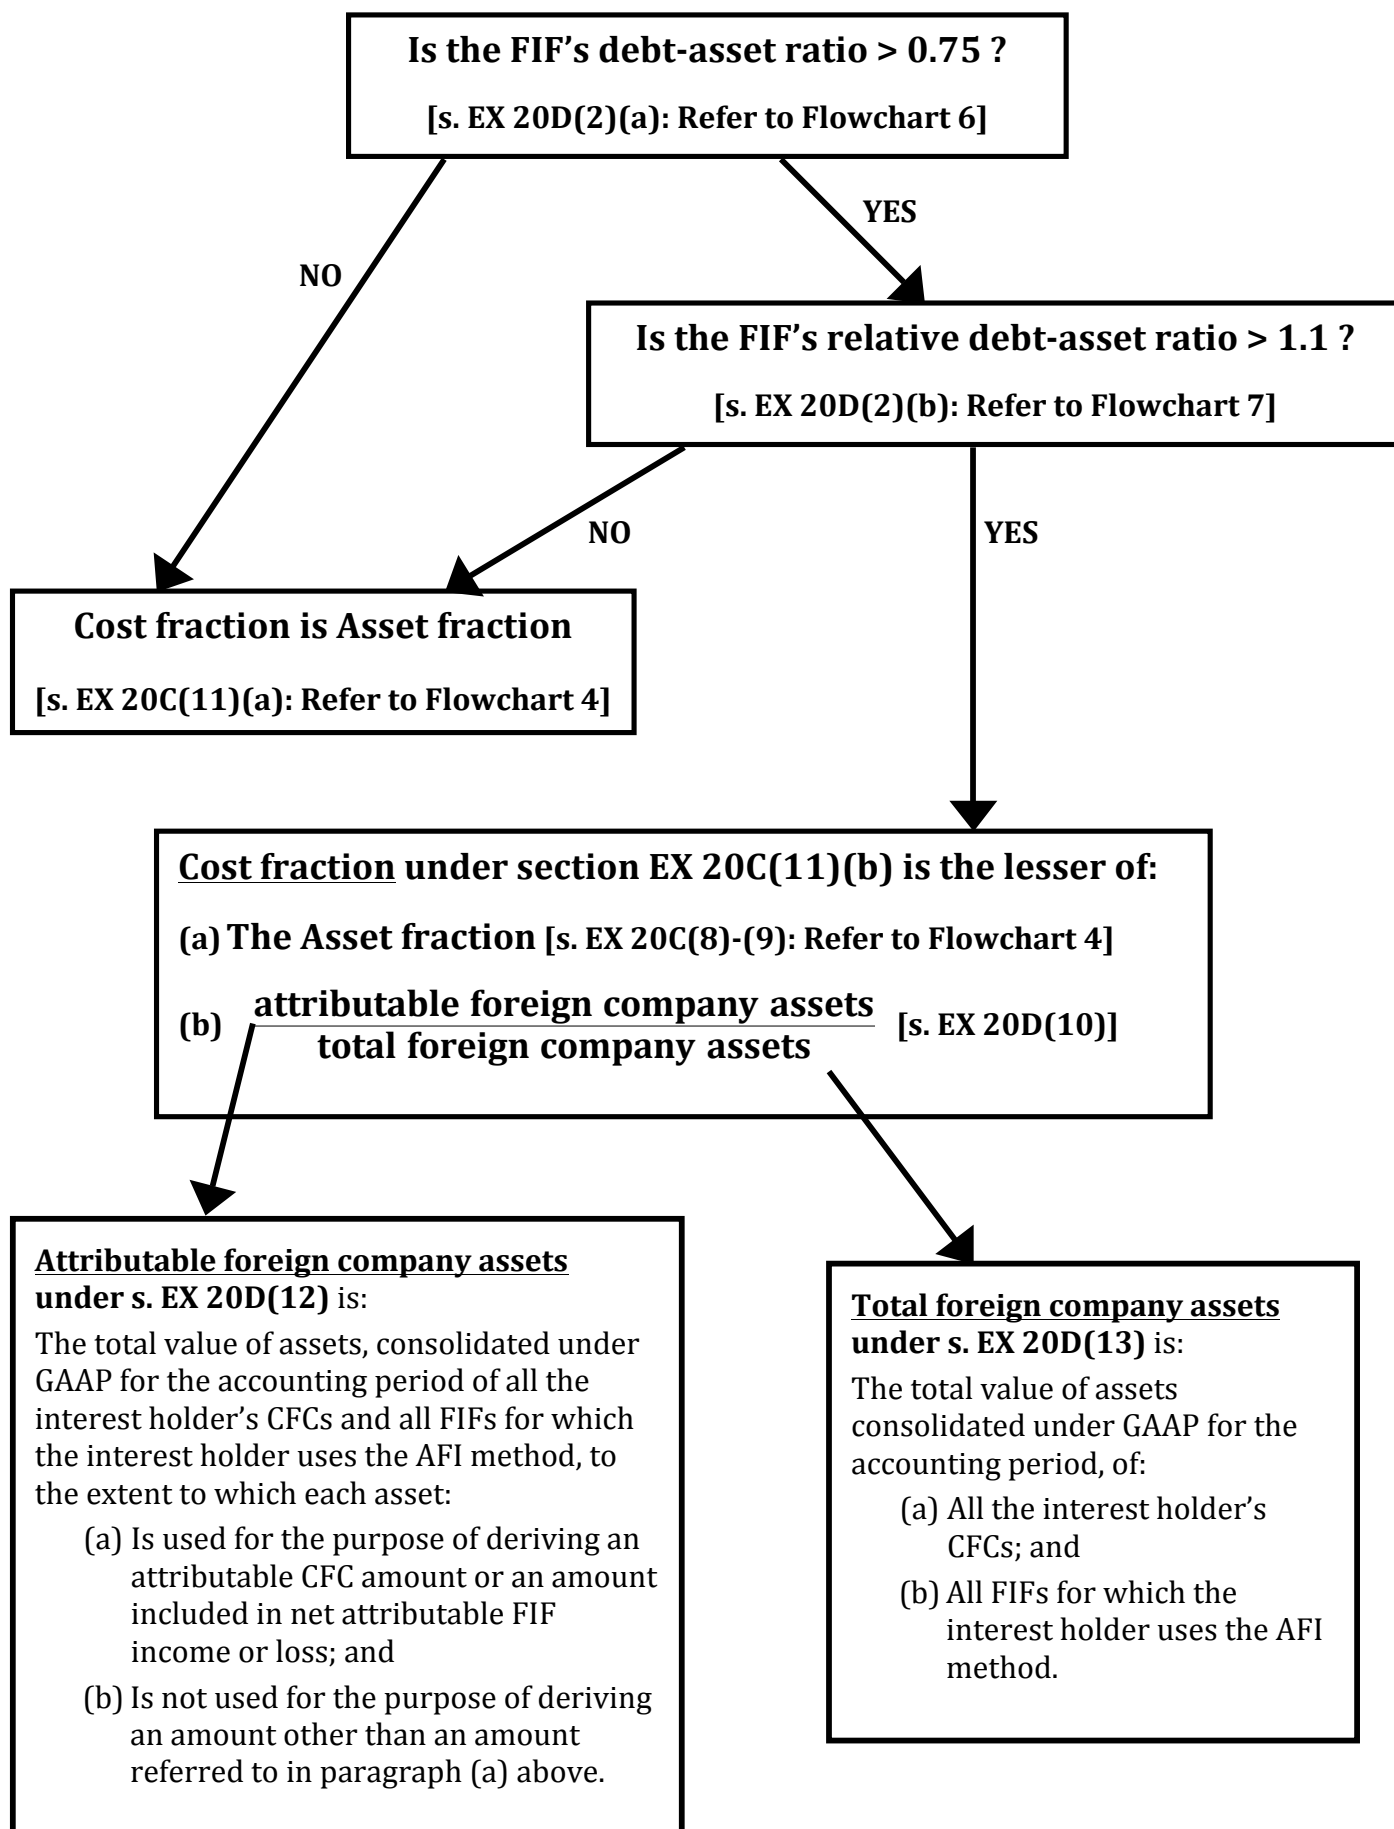 Is the FIF’s debt-asset ratio > 0.75 ?
[s. EX 20D(2)(a): Refer to Flowchart 6]
YES
NO
Is the FIF’s relative debt-asset ratio > 1.1 ?
[s. EX 20D(2)(b): Refer to Flowchart 7]
NO
YES
Cost fraction is Asset fraction
[s. EX 20C(11)(a): Refer to Flowchart 4]
Cost fraction under section EX 20C(11)(b) is the lesser of:
(a) The Asset fraction [s. EX 20C(8)-(9): Refer to Flowchart 4]
(b) attributable foreign company assets
total foreign company assets
[s. EX 20D(10)]
Attributable foreign company assets
under s. EX 20D(12) is:
The total value of assets, consolidated under
GAAP for the accounting period of all the
interest holder’s CFCs and all FIFs for which
the interest holder uses the AFI method, to
the extent to which each asset:
(a) Is used for the purpose of deriving an
attributable CFC amount or an amount
included in net attributable FIF
income or loss; and
(b) Is not used for the purpose of deriving
an amount other than an amount
referred to in paragraph (a) above.
Total foreign company assets
under s. EX 20D(13) is:
The total value of assets
consolidated under GAAP for the
accounting period, of:
(a) All the interest holder’s
CFCs; and
(b) All FIFs for which the
interest holder uses the AFI
method.